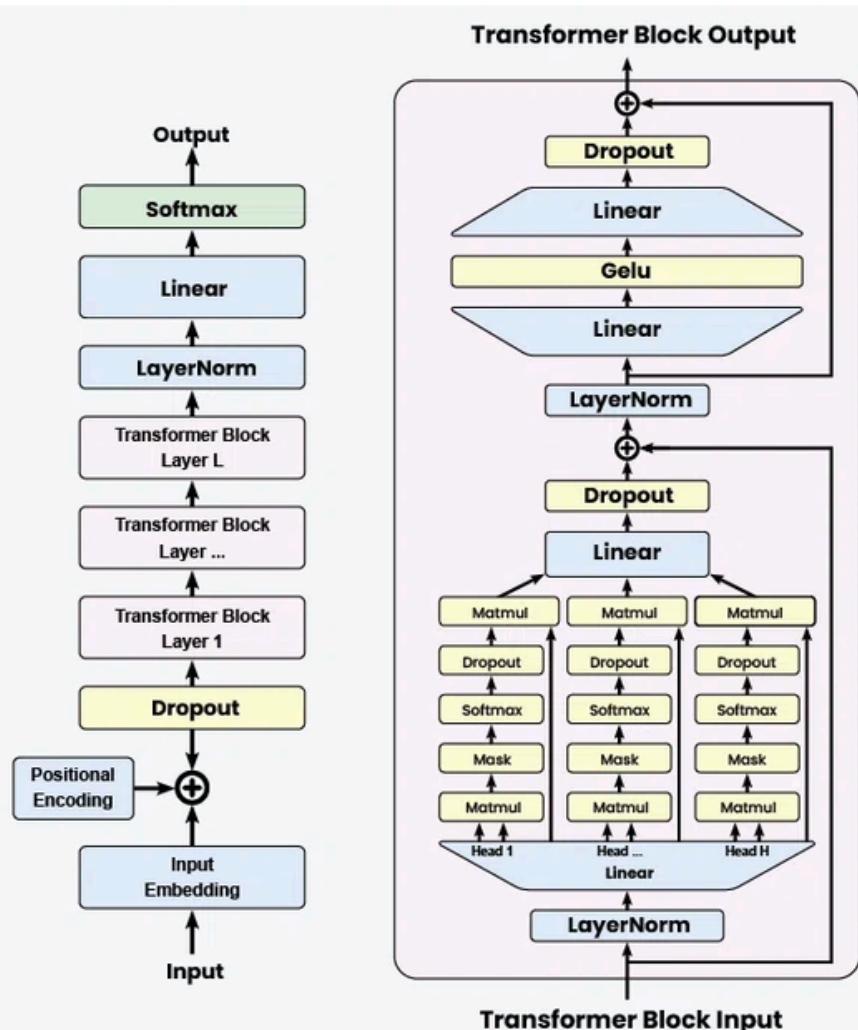 Output
Softmax
Linear
LayerNorm
Transformer Block
Layer L
Transformer Block
Layer ...
Transformer Block
Layer 1
Dropout
Positional
Encoding
Input
Embedding
Input
Transformer Block Output
Dropout
Linear
Gelu
Linear
LayerNorm
Dropout
Linear
Matmul Matmul Matmul
Dropout Dropout Dropout
Softmax Softmax Softmax
Mask Mask Mask
Matmul Matmul Matmul
Head 1 Head ... Head H
Linear
LayerNorm
Transformer Block Input